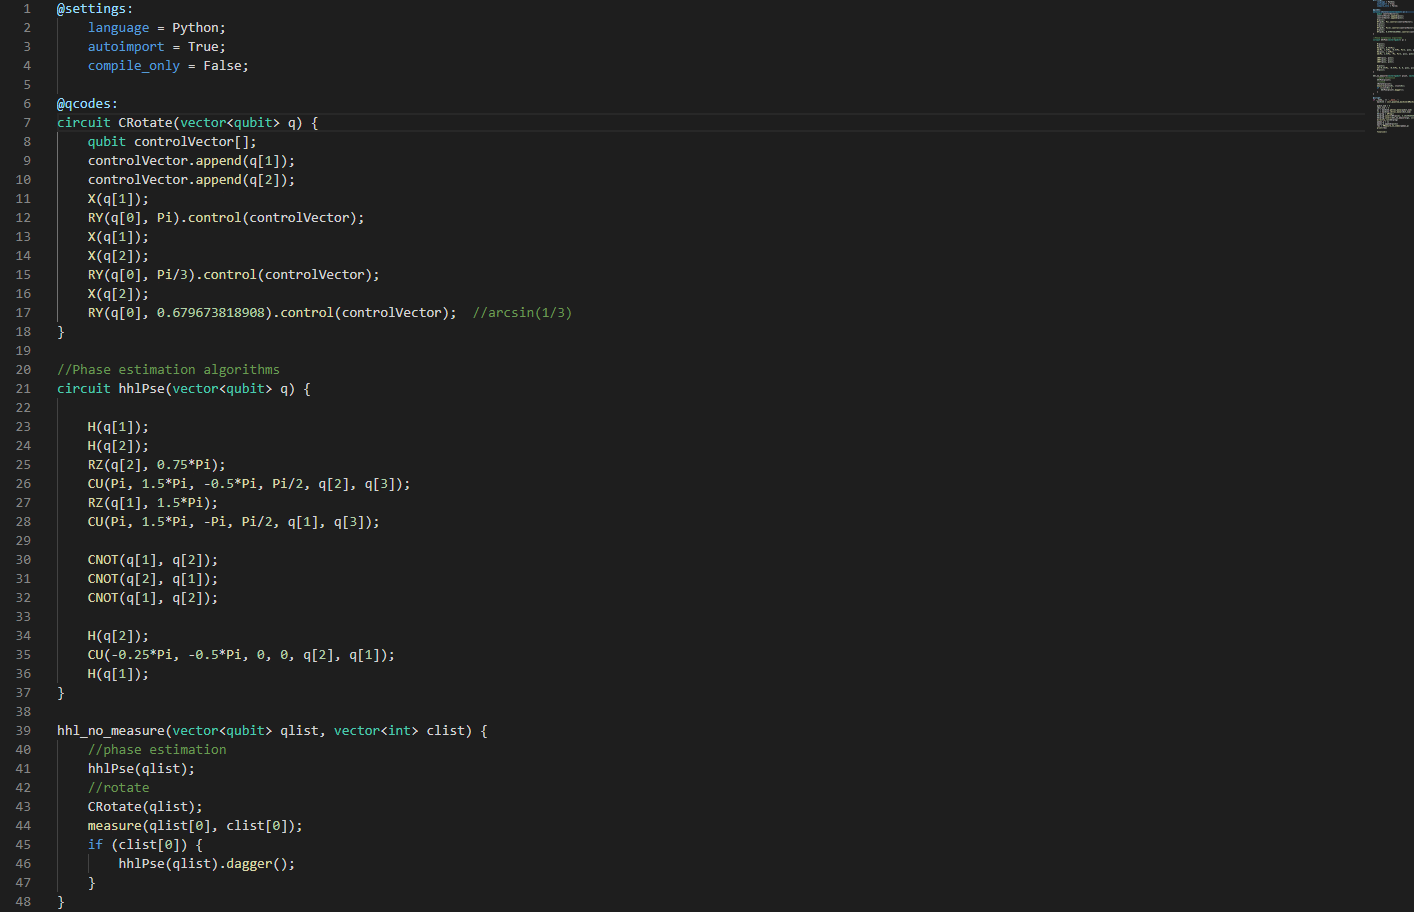 1 @settings:
2     language = Python;
3     autoimport = True;
4     compile_only = False;
5
6 @qcodes:
7 circuit CRotate(vector<qubit> q) {
8     qubit controlVector[];
9     controlVector.append(q[1]);
10     controlVector.append(q[2]);
11     X(q[1]);
12     RY(q[0], Pi).control(controlVector);
13     X(q[1]);
14     X(q[2]);
15     RY(q[0], Pi/3).control(controlVector);
16     X(q[2]);
17     RY(q[0], 0.679673818908).control(controlVector);  //arcsin(1/3)
18 }
19
20 //Phase estimation algorithms
21 circuit hhlPse(vector<qubit> q) {
22
23     H(q[1]);
24     H(q[2]);
25     RZ(q[2], 0.75*Pi);
26     CU(Pi, 1.5*Pi, -0.5*Pi, Pi/2, q[2], q[3]);
27     RZ(q[1], 1.5*Pi);
28     CU(Pi, 1.5*Pi, -Pi, Pi/2, q[1], q[3]);
29
30     CNOT(q[1], q[2]);
31     CNOT(q[2], q[1]);
32     CNOT(q[1], q[2]);
33
34     H(q[2]);
35     CU(-0.25*Pi, -0.5*Pi, 0, 0, q[2], q[1]);
36     H(q[1]);
37 }
38
39 hhl_no_measure(vector<qubit> qlist, vector<int> clist) {
40     //phase estimation
41     hhlPse(qlist);
42     //rotate
43     CRotate(qlist);
44     measure(qlist[0], clist[0]);
45     if (clist[0]) {
46         hhlPse(qlist).dagger();
47     }
48 }